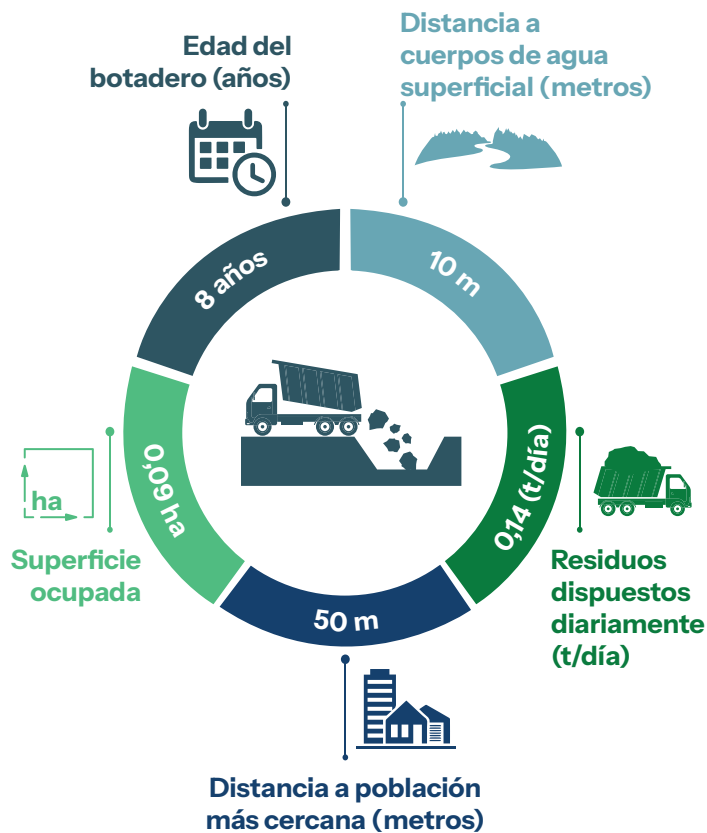 Edad del
botadero (años)
Distancia a
cuerpos de agua
superficial (metros)
8 años
10 m
0,09 ha
0,14 (t/día)
50 m
ha
Superficie
ocupada
Residuos
dispuestos
diariamente
(t/día)
Distancia a población
más cercana (metros)